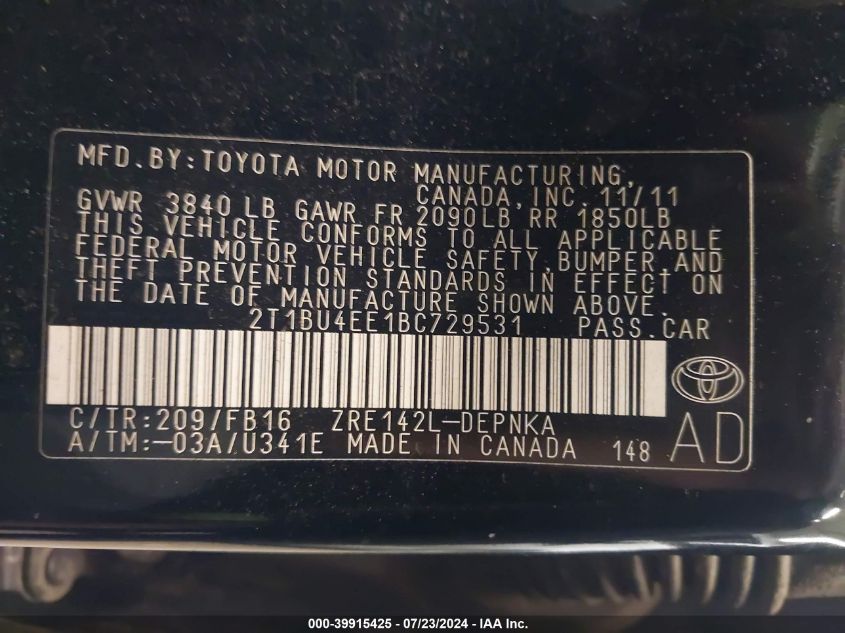 MFD.BY:TOYOTA MOTOR MANUFACTURING,
CANADA,INC. 11/11
GVWR 3840 LB GAWR FR 2090LB RR 1850LB
THIS VEHICLE CONFORMS TO ALL APPLICABLE
FEDERAL MOTOR VEHICLE SAFETY,BUMPER,AND
THEFT PREVENTION STANDARDS IN EFFECT ON
THE DATE OF MANUFACTURE SHOWN ABOVE.
2T1BU4EE1BC729531 PASS.CAR
C/TR:209/FB16 ZRE142L-DEPNKA
A/TM:-03A/U341E MADE IN CANADA 148 AD
000-39915425 - 07/23/2024 - IAA Inc.